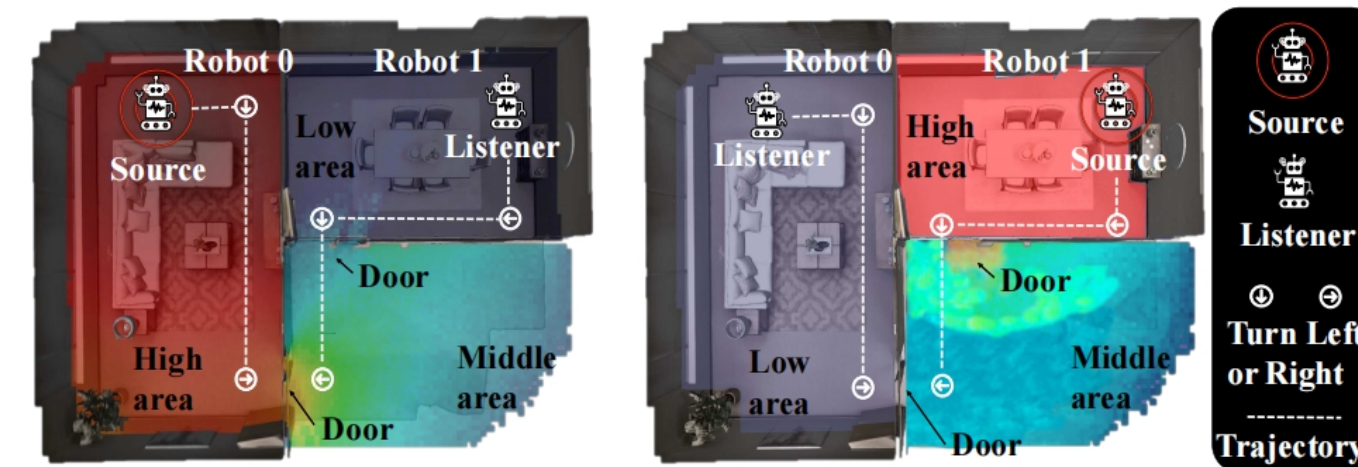 Robot 0
Robot 1
Low
area
Listener
Source
Door
High
area
Middle
area
Door
Robot 0
Robot 1
High
area
Listener
Source
Door
Low
area
Middle
area
Door
Source
Listener
Turn Left
or Right
Trajectory